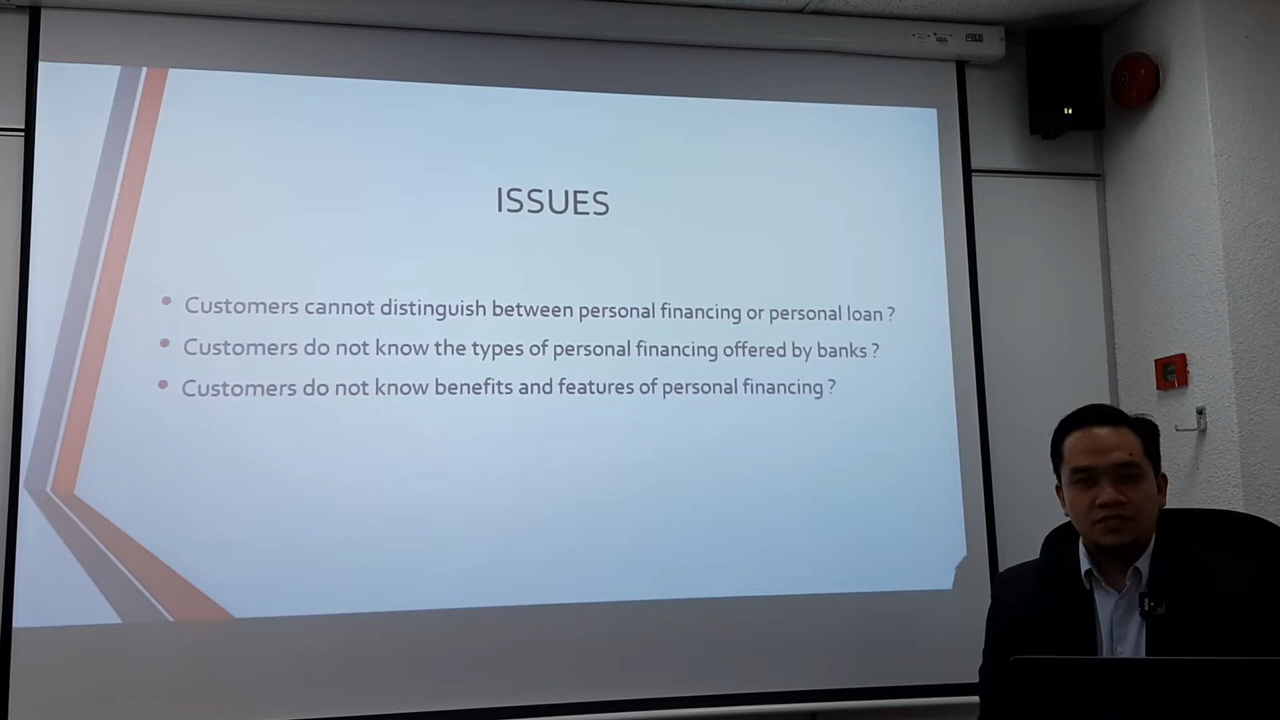 ISSUES
Customers cannot distinguish between personal financing or personal loan ?
Customers do not know the types of personal financing offered by banks ?
Customers do not know benefits and features of personal financing ?